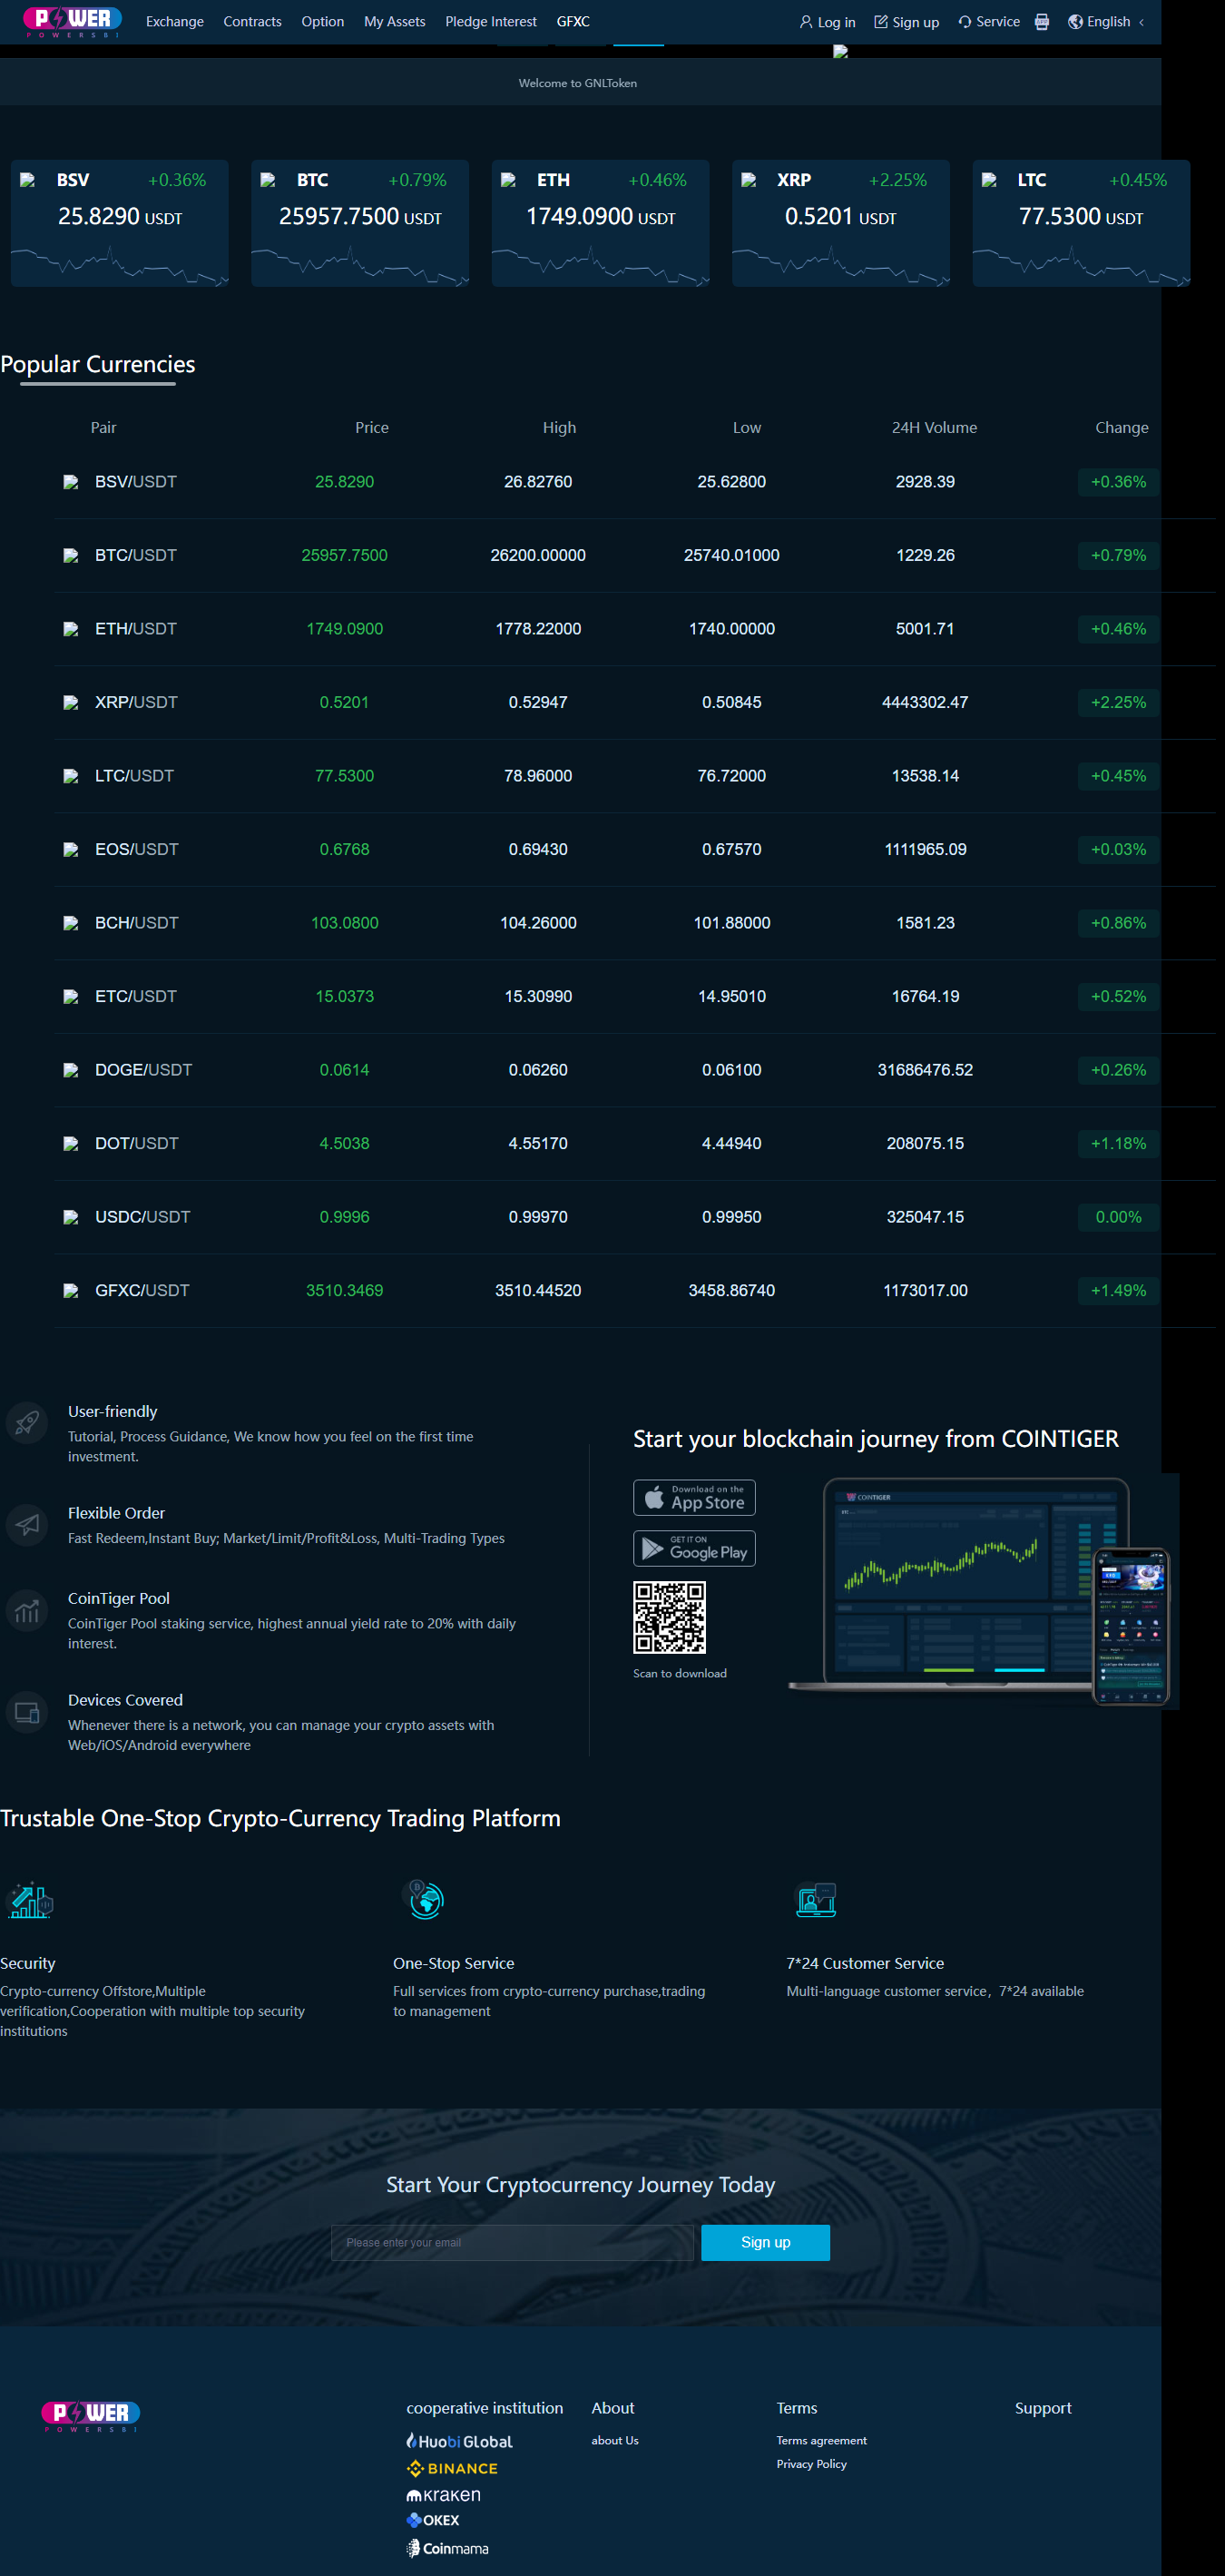 POWER
POWERSBI
Exchange Contracts Option My Assets Pledge Interest GFXC Log in Sign up Service English
Welcome to GNLToken
BSV +0.36% BTC +0.79% ETH +0.46% XRP +2.25% LTC +0.45%
25.8290 USDT 25957.7500 USDT 1749.0900 USDT 0.5201 USDT 77.5300 USDT
Popular Currencies
Pair Price High Low 24H Volume Change
BSV/USDT 25.8290 26.82760 25.62800 2928.39 +0.36%
BTC/USDT 25957.7500 26200.00000 25740.01000 1229.26 +0.79%
ETH/USDT 1749.0900 1778.22000 1740.00000 5001.71 +0.46%
XRP/USDT 0.5201 0.52947 0.50845 4443302.47 +2.25%
LTC/USDT 77.5300 78.96000 76.72000 13538.14 +0.45%
EOS/USDT 0.6768 0.69430 0.67570 1111965.09 +0.03%
BCH/USDT 103.0800 104.26000 101.88000 1581.23 +0.86%
ETC/USDT 15.0373 15.30990 14.95010 16764.19 +0.52%
DOGE/USDT 0.0614 0.06260 0.06100 31686476.52 +0.26%
DOT/USDT 4.5038 4.55170 4.44940 208075.15 +1.18%
USDC/USDT 0.9996 0.99970 0.99950 325047.15 0.00%
GFXC/USDT 3510.3469 3510.44520 3458.86740 1173017.00 +1.49%
User-friendly
Tutorial, Process Guidance, We know how you feel on the first time
investment.
Flexible Order
Fast Redeem,Instant Buy; Market/Limit/Profit&Loss, Multi-Trading Types
CoinTiger Pool
CoinTiger Pool staking service, highest annual yield rate to 20% with daily
interest.
Devices Covered
Whenever there is a network, you can manage your crypto assets with
Web/iOS/Android everywhere
Start your blockchain journey from COINTIGER
Download on the
App Store
GET IT ON
Google Play
Scan to download
COINTIGER
Trustable One-Stop Crypto-Currency Trading Platform
Security
Crypto-currency Offstore,Multiple
verification,Cooperation with multiple top security
institutions
One-Stop Service
Full services from crypto-currency purchase,trading
to management
7*24 Customer Service
Multi-language customer service，7*24 available
Start Your Cryptocurrency Journey Today
Please enter your email
Sign up
POWER
POWERSBI
cooperative institution
Huobi Global
BINANCE
kraken
OKEX
Coinmama
About
about Us
Terms
Terms agreement
Privacy Policy
Support